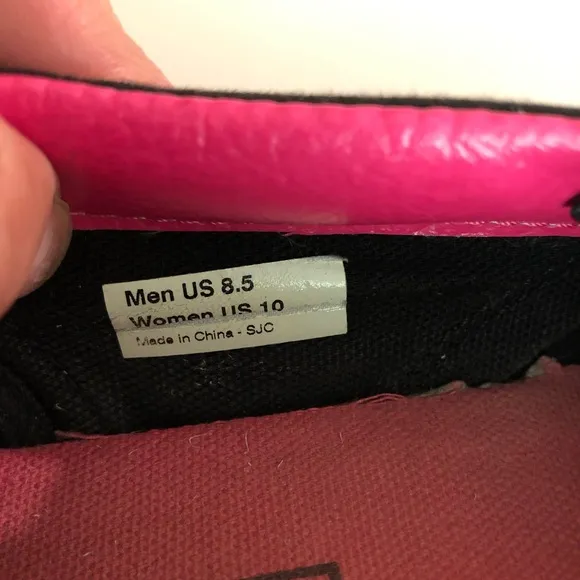 Men US 8.5
Women US 10
Made in China - SJC